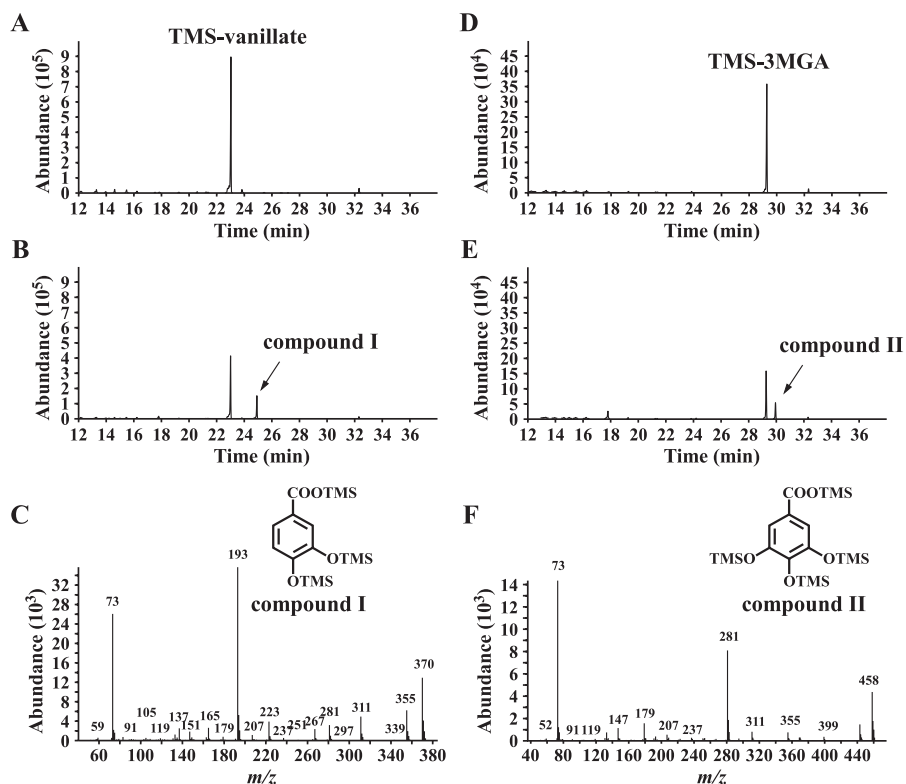 A
TMS-vanillate
Abundance (10⁵)
9
8
7
6
5
4
3
2
1
0
12 14 16 18 20 22 24 26 28 30 32 34 36
Time (min)
D
TMS-3MGA
Abundance (10⁴)
45
40
35
30
25
20
15
10
5
0
12 14 16 18 20 22 24 26 28 30 32 34 36
Time (min)
B
compound I
Abundance (10⁵)
9
8
7
6
5
4
3
2
1
0
12 14 16 18 20 22 24 26 28 30 32 34 36
Time (min)
E
compound II
Abundance (10⁴)
45
40
35
30
25
20
15
10
5
0
12 14 16 18 20 22 24 26 28 30 32 34 36
Time (min)
C
COOTMS
OTMS
OTMS
compound I
Abundance (10³)
32
28
24
20
16
12
8
4
0
59 73 91 105 119 137 151 165 179 193 207 223 237 251 267 281 297 311 339 355 370
60 100 140 180 220 260 300 340 380
m/z
F
COOTMS
TMSO OTMS
OTMS
compound II
Abundance (10³)
14
12
10
8
6
4
2
0
52 73 91 119 147 179 207 237 281 311 355 399 458
40 80 120 160 200 240 280 320 360 400 440
m/z